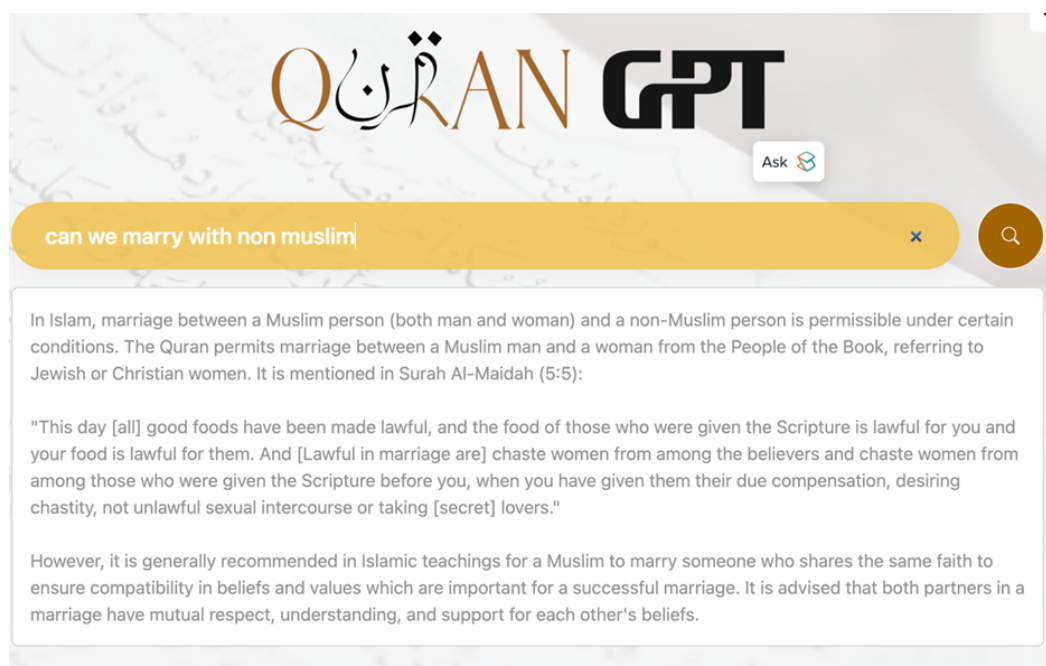 QURAN GPT
Ask
can we marry with non muslim
In Islam, marriage between a Muslim person (both man and woman) and a non-Muslim person is permissible under certain
conditions. The Quran permits marriage between a Muslim man and a woman from the People of the Book, referring to
Jewish or Christian women. It is mentioned in Surah Al-Maidah (5:5):
"This day [all] good foods have been made lawful, and the food of those who were given the Scripture is lawful for you and
your food is lawful for them. And [Lawful in marriage are] chaste women from among the believers and chaste women from
among those who were given the Scripture before you, when you have given them their due compensation, desiring
chastity, not unlawful sexual intercourse or taking [secret] lovers."
However, it is generally recommended in Islamic teachings for a Muslim to marry someone who shares the same faith to
ensure compatibility in beliefs and values which are important for a successful marriage. It is advised that both partners in a
marriage have mutual respect, understanding, and support for each other's beliefs.